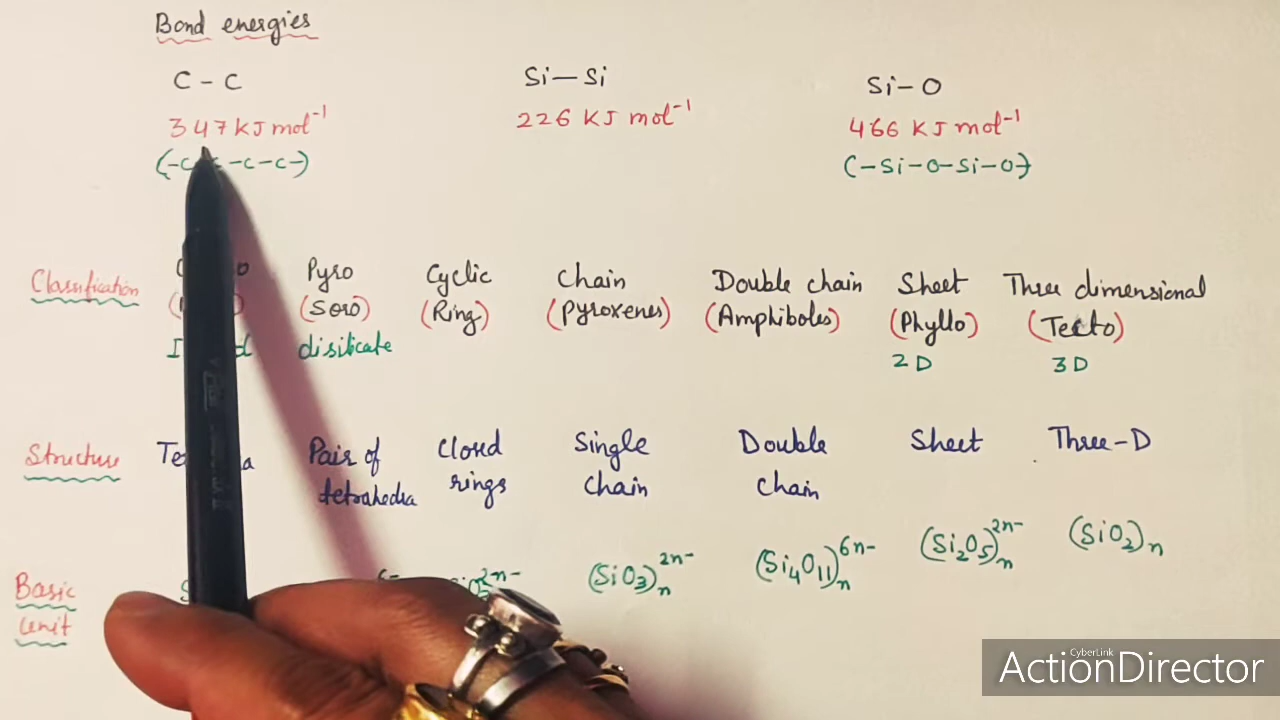 Bond energies
C - C
Si - Si
Si - O
347 KJ mol⁻¹
226 KJ mol⁻¹
466 KJ mol⁻¹
-C-C-)
(-Si-O-Si-O-)
Classification
Pyro
Cyclic
Chain
Double chain
Sheet
Three dimensional
(Soro)
(Ring)
(Pyroxenes)
(Amphiboles)
(Phyllo)
(Tecto)
disilicate
2D
3D
Structure
Pair of
tetrahedra
Closed
rings
Single
chain
Double
chain
Sheet
Three-D
Basic
unit
(SiO₃)ₙ²ⁿ⁻
(Si₄O₁₁)ₙ⁶ⁿ⁻
(Si₂O₅)ₙ²ⁿ⁻
(SiO₂)ₙ
CyberLink
ActionDirector